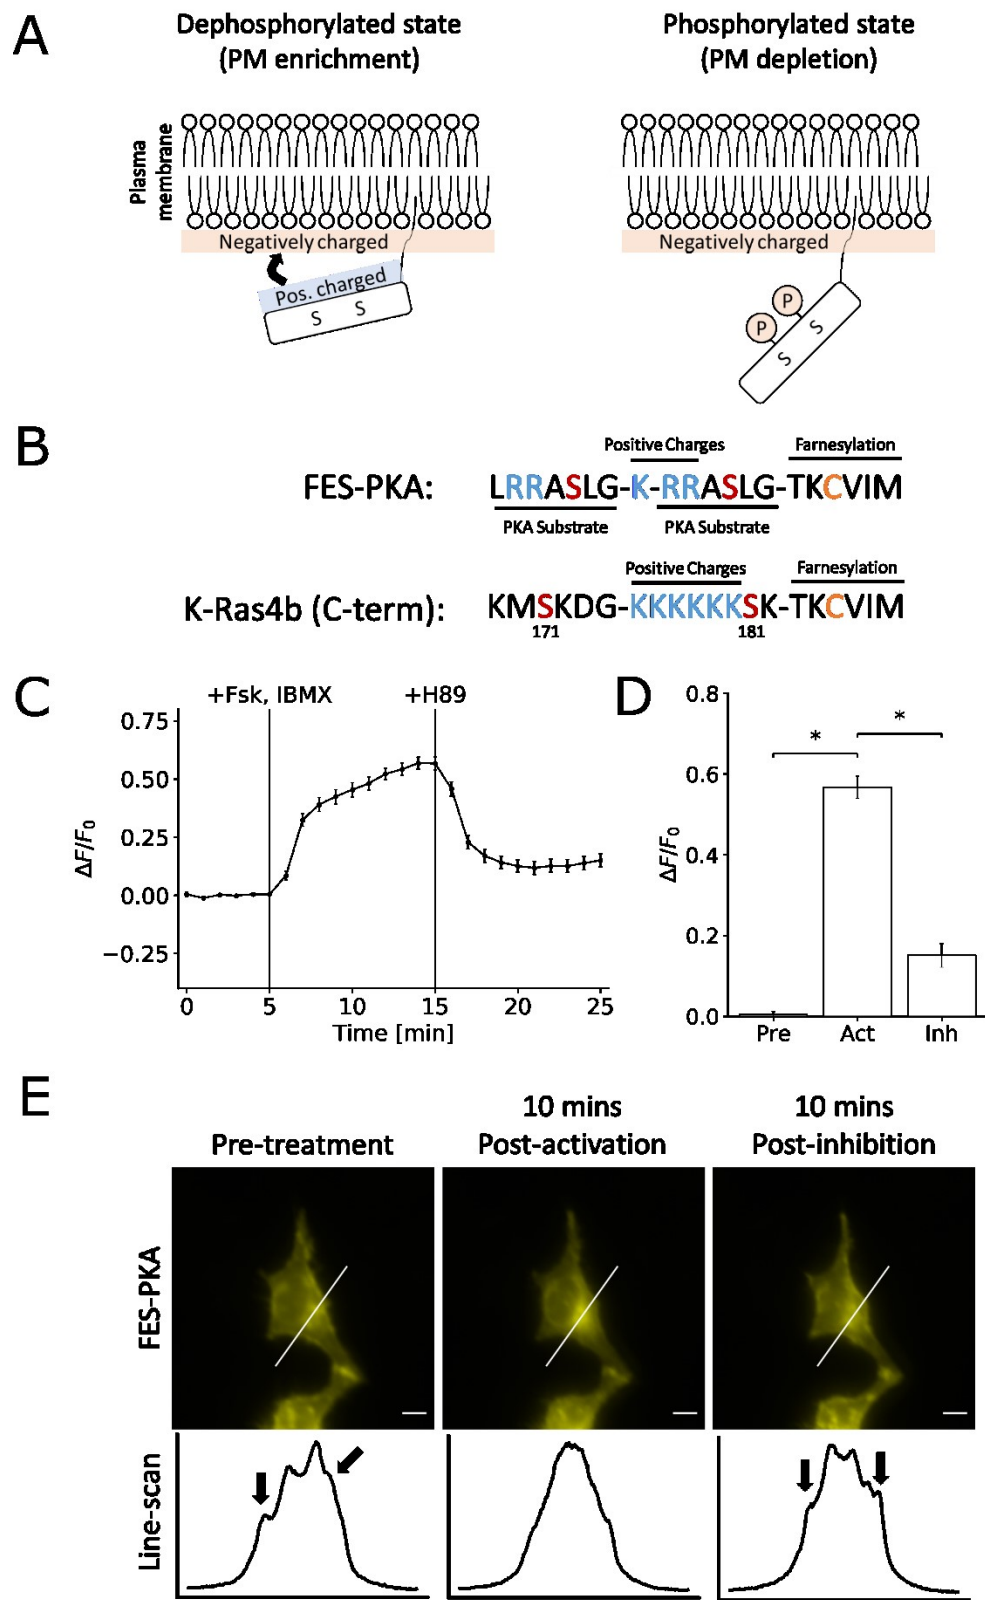 A
Dephosphorylated state
(PM enrichment)
Phosphorylated state
(PM depletion)
Plasma
membrane
Negatively charged
Pos. charged
S S
Negatively charged
P P
S S
B
Positive Charges
Farnesylation
FES-PKA:
LRRASLG-K-RRASLG-TKCVIM
PKA Substrate
PKA Substrate
Positive Charges
Farnesylation
K-Ras4b (C-term):
KMSKDG-KKKKKKSK-TKCVIM
171
181
C
+Fsk, IBMX
+H89
0.75
0.50
0.25
0.00
−0.25
ΔF/F0
0 5 10 15 20 25
Time [min]
D
0.8
0.6
0.4
0.2
0.0
ΔF/F0
*
*
Pre Act Inh
E
Pre-treatment
10 mins
Post-activation
10 mins
Post-inhibition
FES-PKA
Line-scan